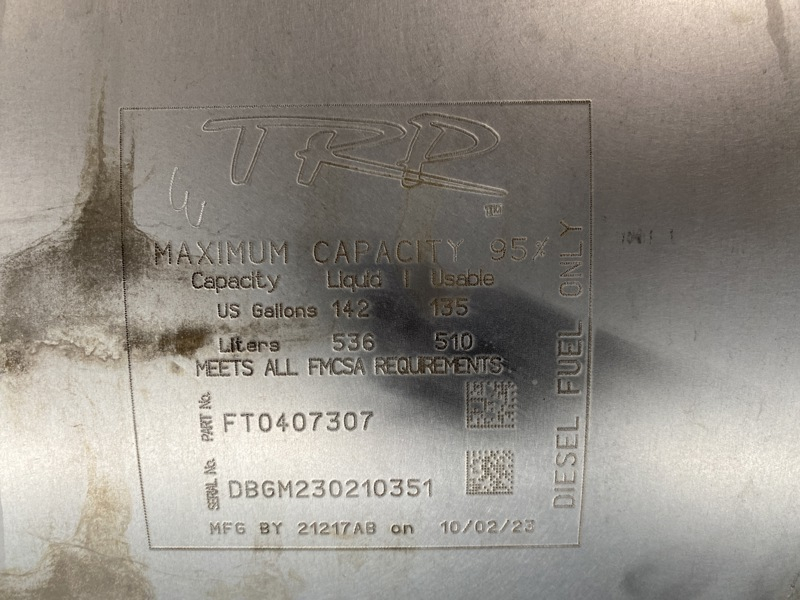 TRP
TM
MAXIMUM CAPACITY 95%
Capacity Liquid | Usable
US Gallons 142 135
Liters 536 510
MEETS ALL FMCSA REQUIREMENTS
PART No. FT0407307
SERIAL No. DBGM230210351
MFG BY 21217AB on 10/02/23
DIESEL FUEL ONLY